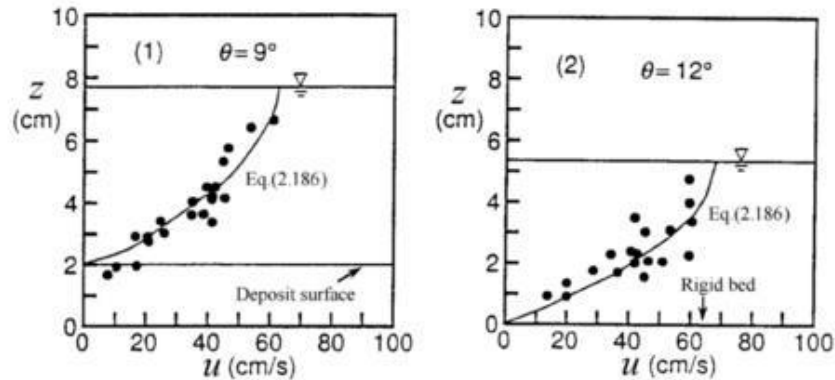 10
(1) θ= 9°
8
z
(cm)
6
Eq.(2.186)
4
2
Deposit surface
0
0 20 40 60 80 100
u (cm/s)
10
(2) θ= 12°
8
z
(cm)
6
4
Eq.(2.186)
2
Rigid bed
0
0 20 40 60 80 100
u (cm/s)